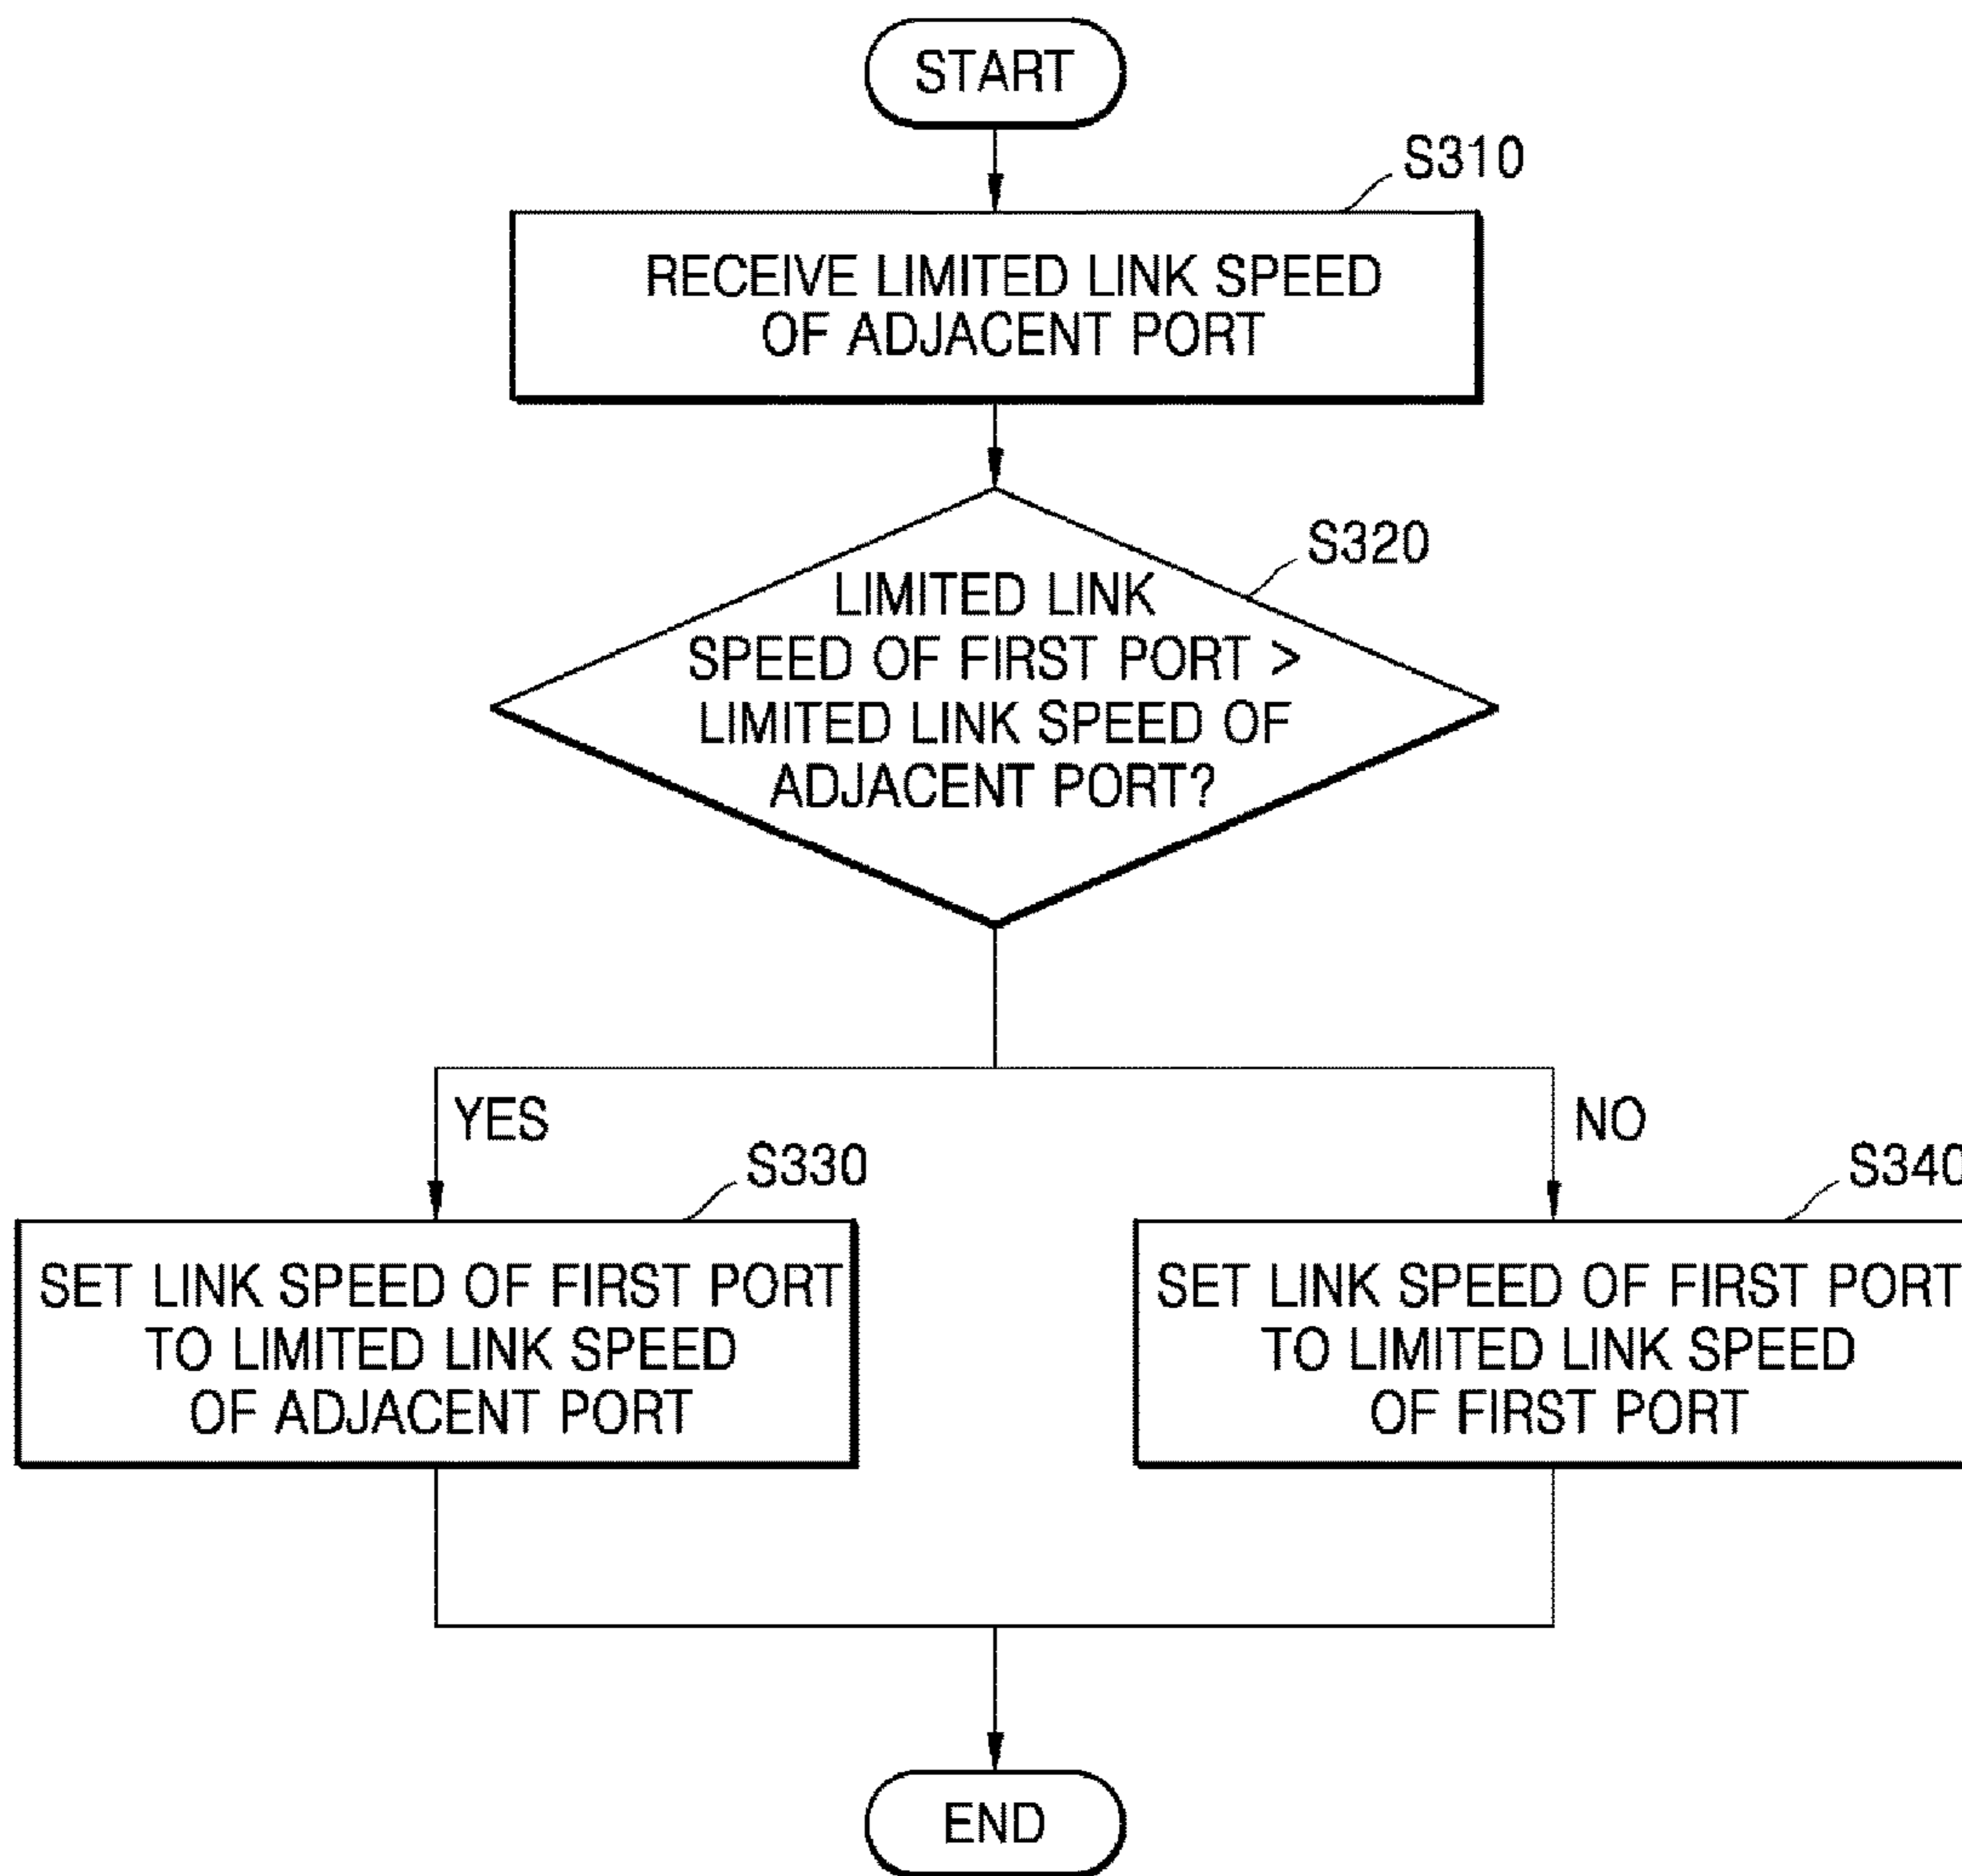 START
S310
RECEIVE LIMITED LINK SPEED
OF ADJACENT PORT
S320
LIMITED LINK
SPEED OF FIRST PORT >
LIMITED LINK SPEED OF
ADJACENT PORT?
YES
NO
S330
SET LINK SPEED OF FIRST PORT
TO LIMITED LINK SPEED
OF ADJACENT PORT
S340
SET LINK SPEED OF FIRST PORT
TO LIMITED LINK SPEED
OF FIRST PORT
END